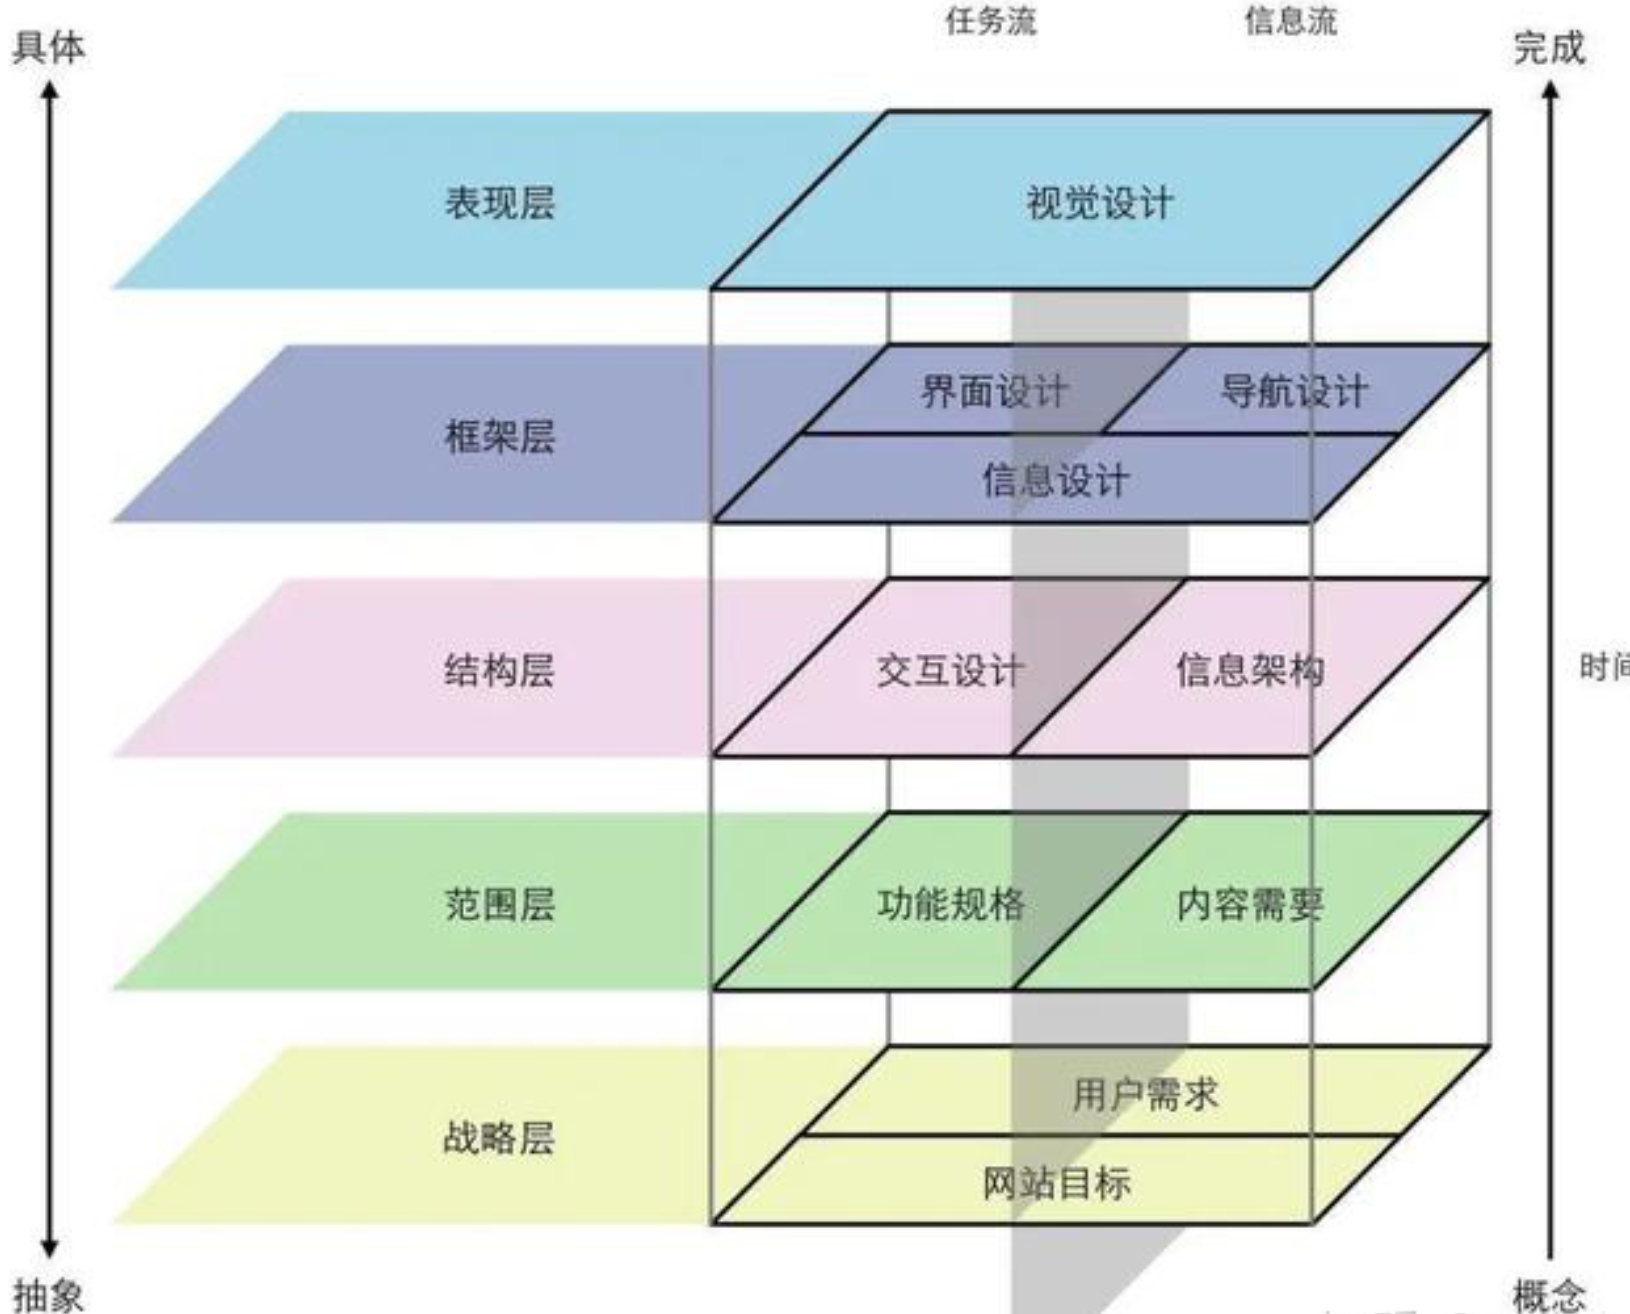 任务流 信息流
具体 完成
表现层 视觉设计
界面设计 导航设计
框架层
信息设计
结构层 交互设计 信息架构
时间
范围层 功能规格 内容需要
用户需求
战略层
网站目标
抽象 概念